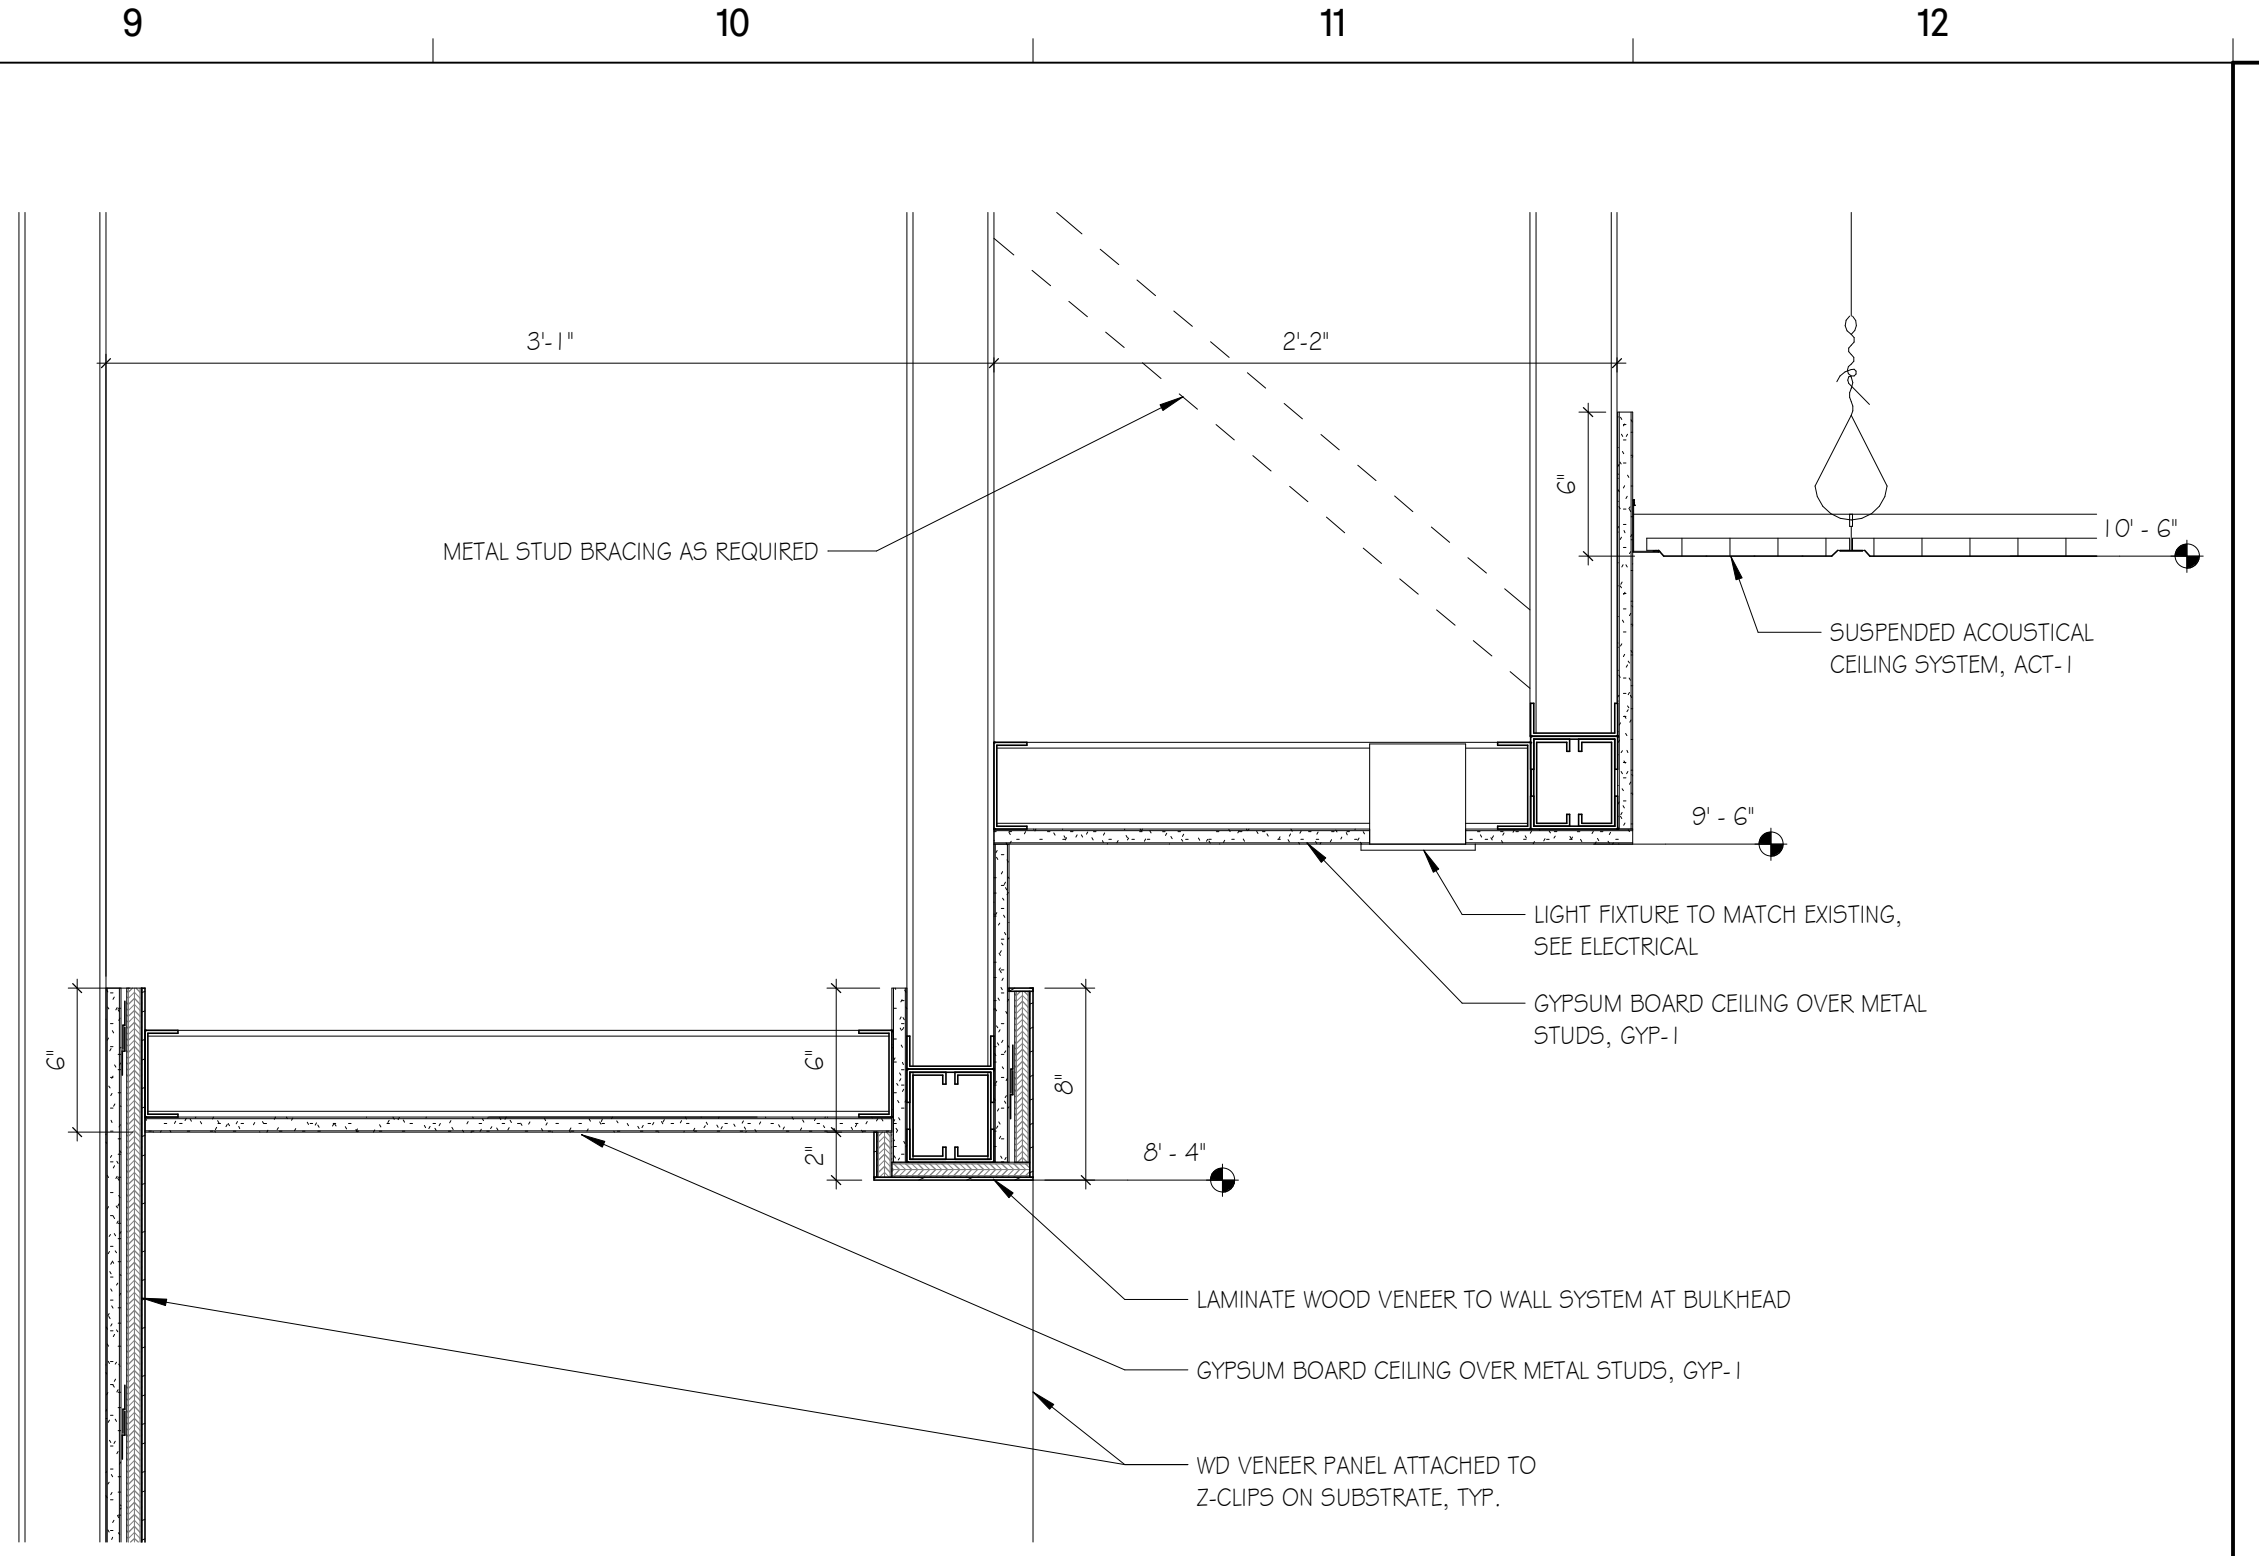 9 10 11 12
3'-1" 2'-2"
6"
METAL STUD BRACING AS REQUIRED
10' - 6"
SUSPENDED ACOUSTICAL
CEILING SYSTEM, ACT-1
9' - 6"
LIGHT FIXTURE TO MATCH EXISTING,
SEE ELECTRICAL
GYPSUM BOARD CEILING OVER METAL
STUDS, GYP-1
6" 6" 8"
2"
8' - 4"
LAMINATE WOOD VENEER TO WALL SYSTEM AT BULKHEAD
GYPSUM BOARD CEILING OVER METAL STUDS, GYP-1
WD VENEER PANEL ATTACHED TO
Z-CLIPS ON SUBSTRATE, TYP.